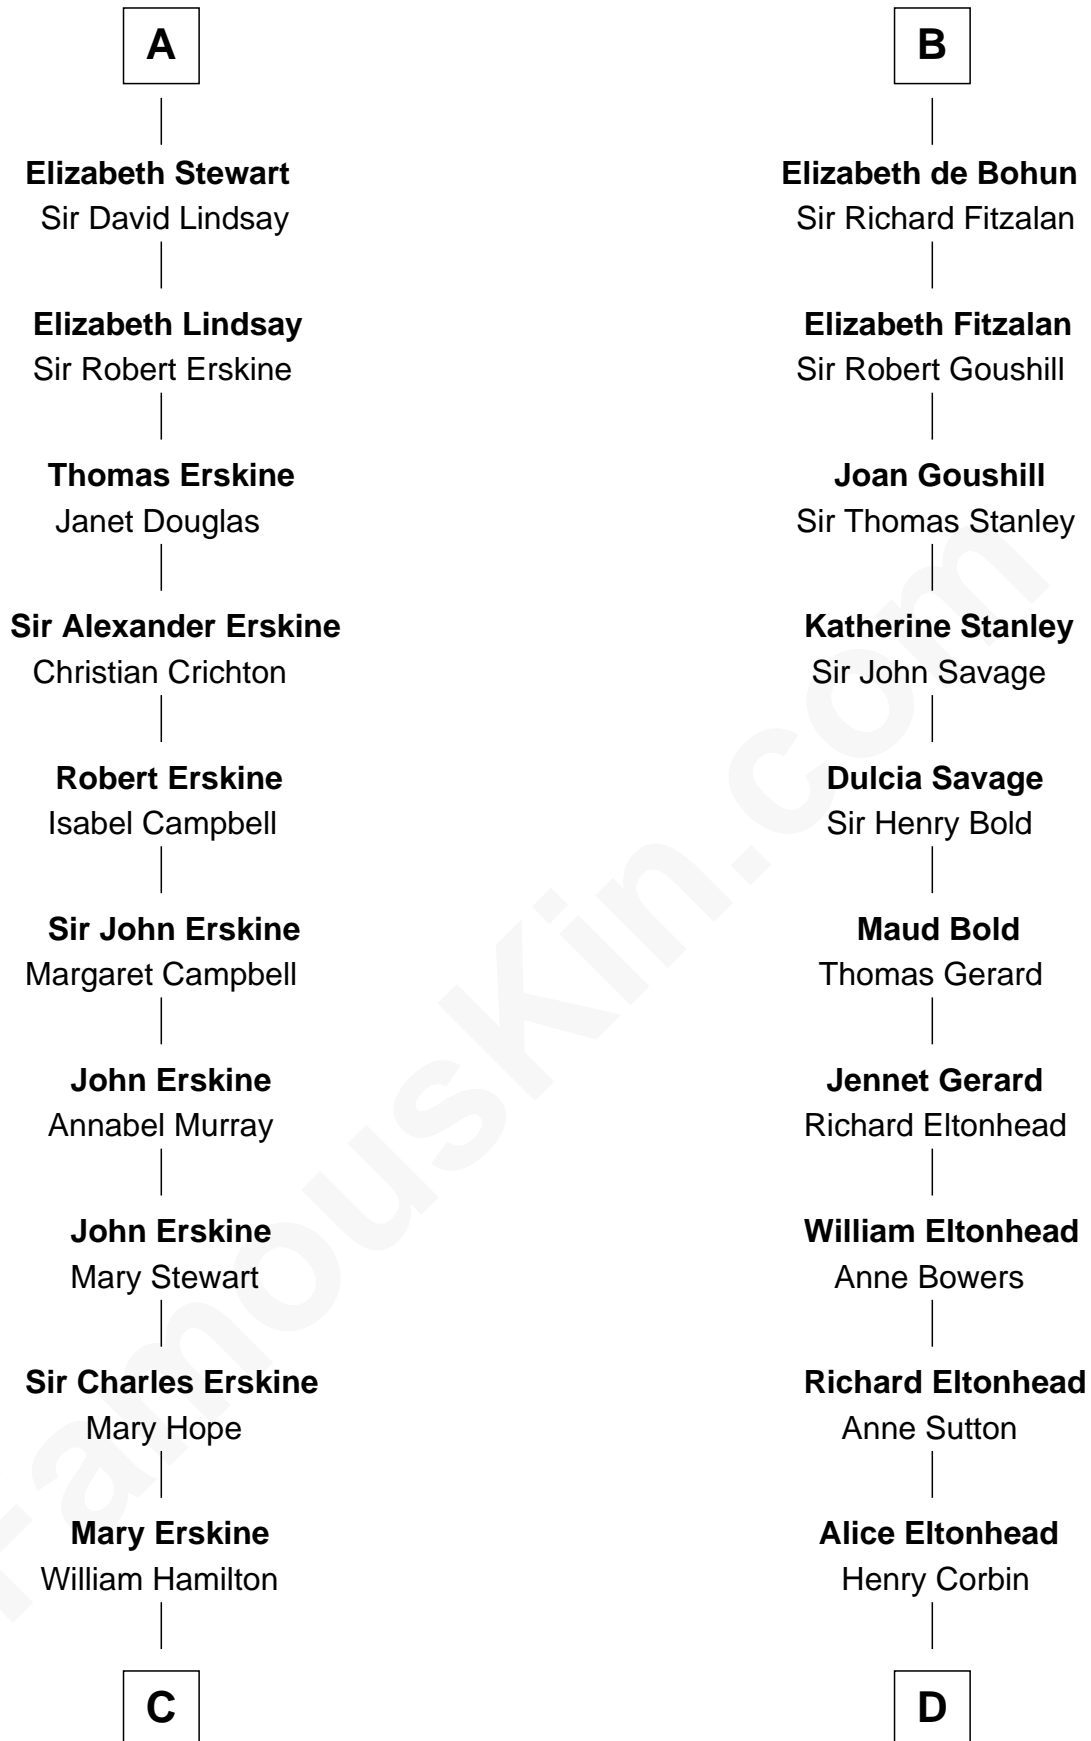 A
Elizabeth Stewart
Sir David Lindsay
Elizabeth Lindsay
Sir Robert Erskine
Thomas Erskine
Janet Douglas
Sir Alexander Erskine
Christian Crichton
Robert Erskine
Isabel Campbell
Sir John Erskine
Margaret Campbell
John Erskine
Annabel Murray
John Erskine
Mary Stewart
Sir Charles Erskine
Mary Hope
Mary Erskine
William Hamilton
C
B
Elizabeth de Bohun
Sir Richard Fitzalan
Elizabeth Fitzalan
Sir Robert Goushill
Joan Goushill
Sir Thomas Stanley
Katherine Stanley
Sir John Savage
Dulcia Savage
Sir Henry Bold
Maud Bold
Thomas Gerard
Jennet Gerard
Richard Eltonhead
William Eltonhead
Anne Bowers
Richard Eltonhead
Anne Sutton
Alice Eltonhead
Henry Corbin
D
FamousKin.com